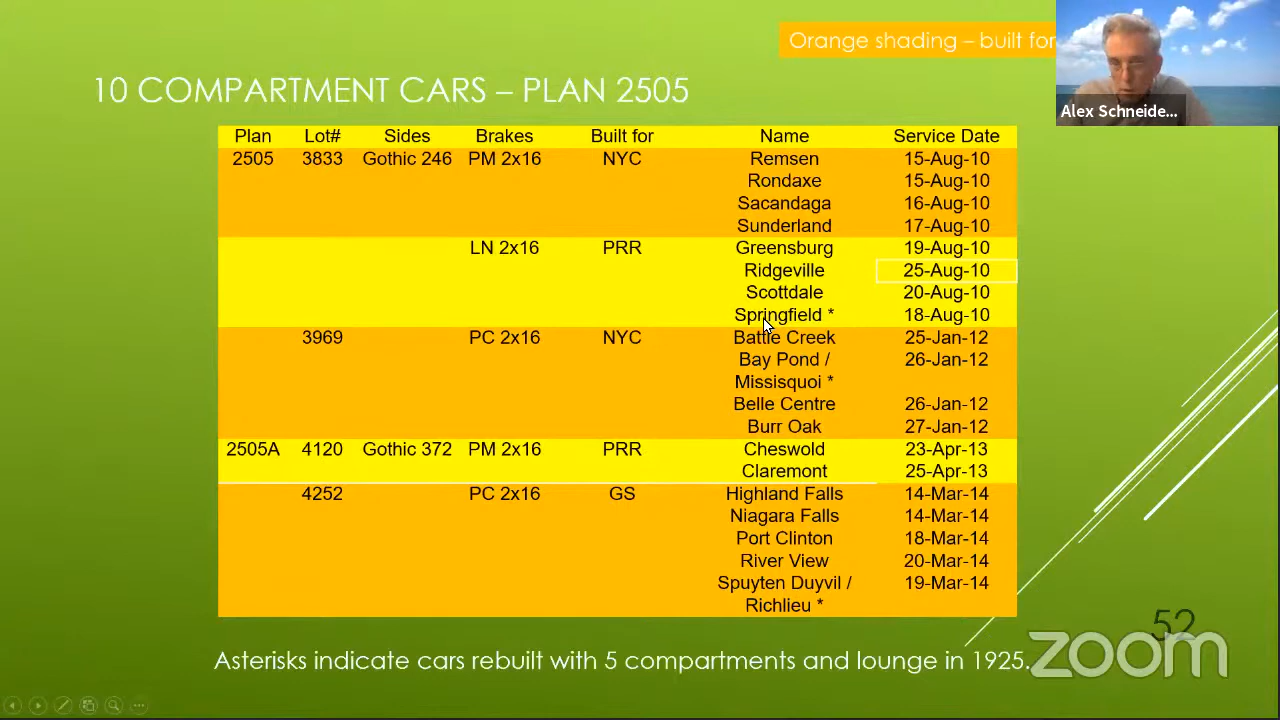 Orange shading – built for
Alex Schneide...
10 COMPARTMENT CARS – PLAN 2505
Plan Lot# Sides Brakes Built for Name Service Date
2505 3833 Gothic 246 PM 2x16 NYC Remsen 15-Aug-10
Rondaxe 15-Aug-10
Sacandaga 16-Aug-10
Sunderland 17-Aug-10
LN 2x16 PRR Greensburg 19-Aug-10
Ridgeville 25-Aug-10
Scottdale 20-Aug-10
Springfield * 18-Aug-10
3969 PC 2x16 NYC Battle Creek 25-Jan-12
Bay Pond / 26-Jan-12
Missisquoi *
Belle Centre 26-Jan-12
Burr Oak 27-Jan-12
2505A 4120 Gothic 372 PM 2x16 PRR Cheswold 23-Apr-13
Claremont 25-Apr-13
4252 PC 2x16 GS Highland Falls 14-Mar-14
Niagara Falls 14-Mar-14
Port Clinton 18-Mar-14
River View 20-Mar-14
Spuyten Duyvil / 19-Mar-14
Richlieu *
52
Asterisks indicate cars rebuilt with 5 compartments and lounge in 1925.
zoom